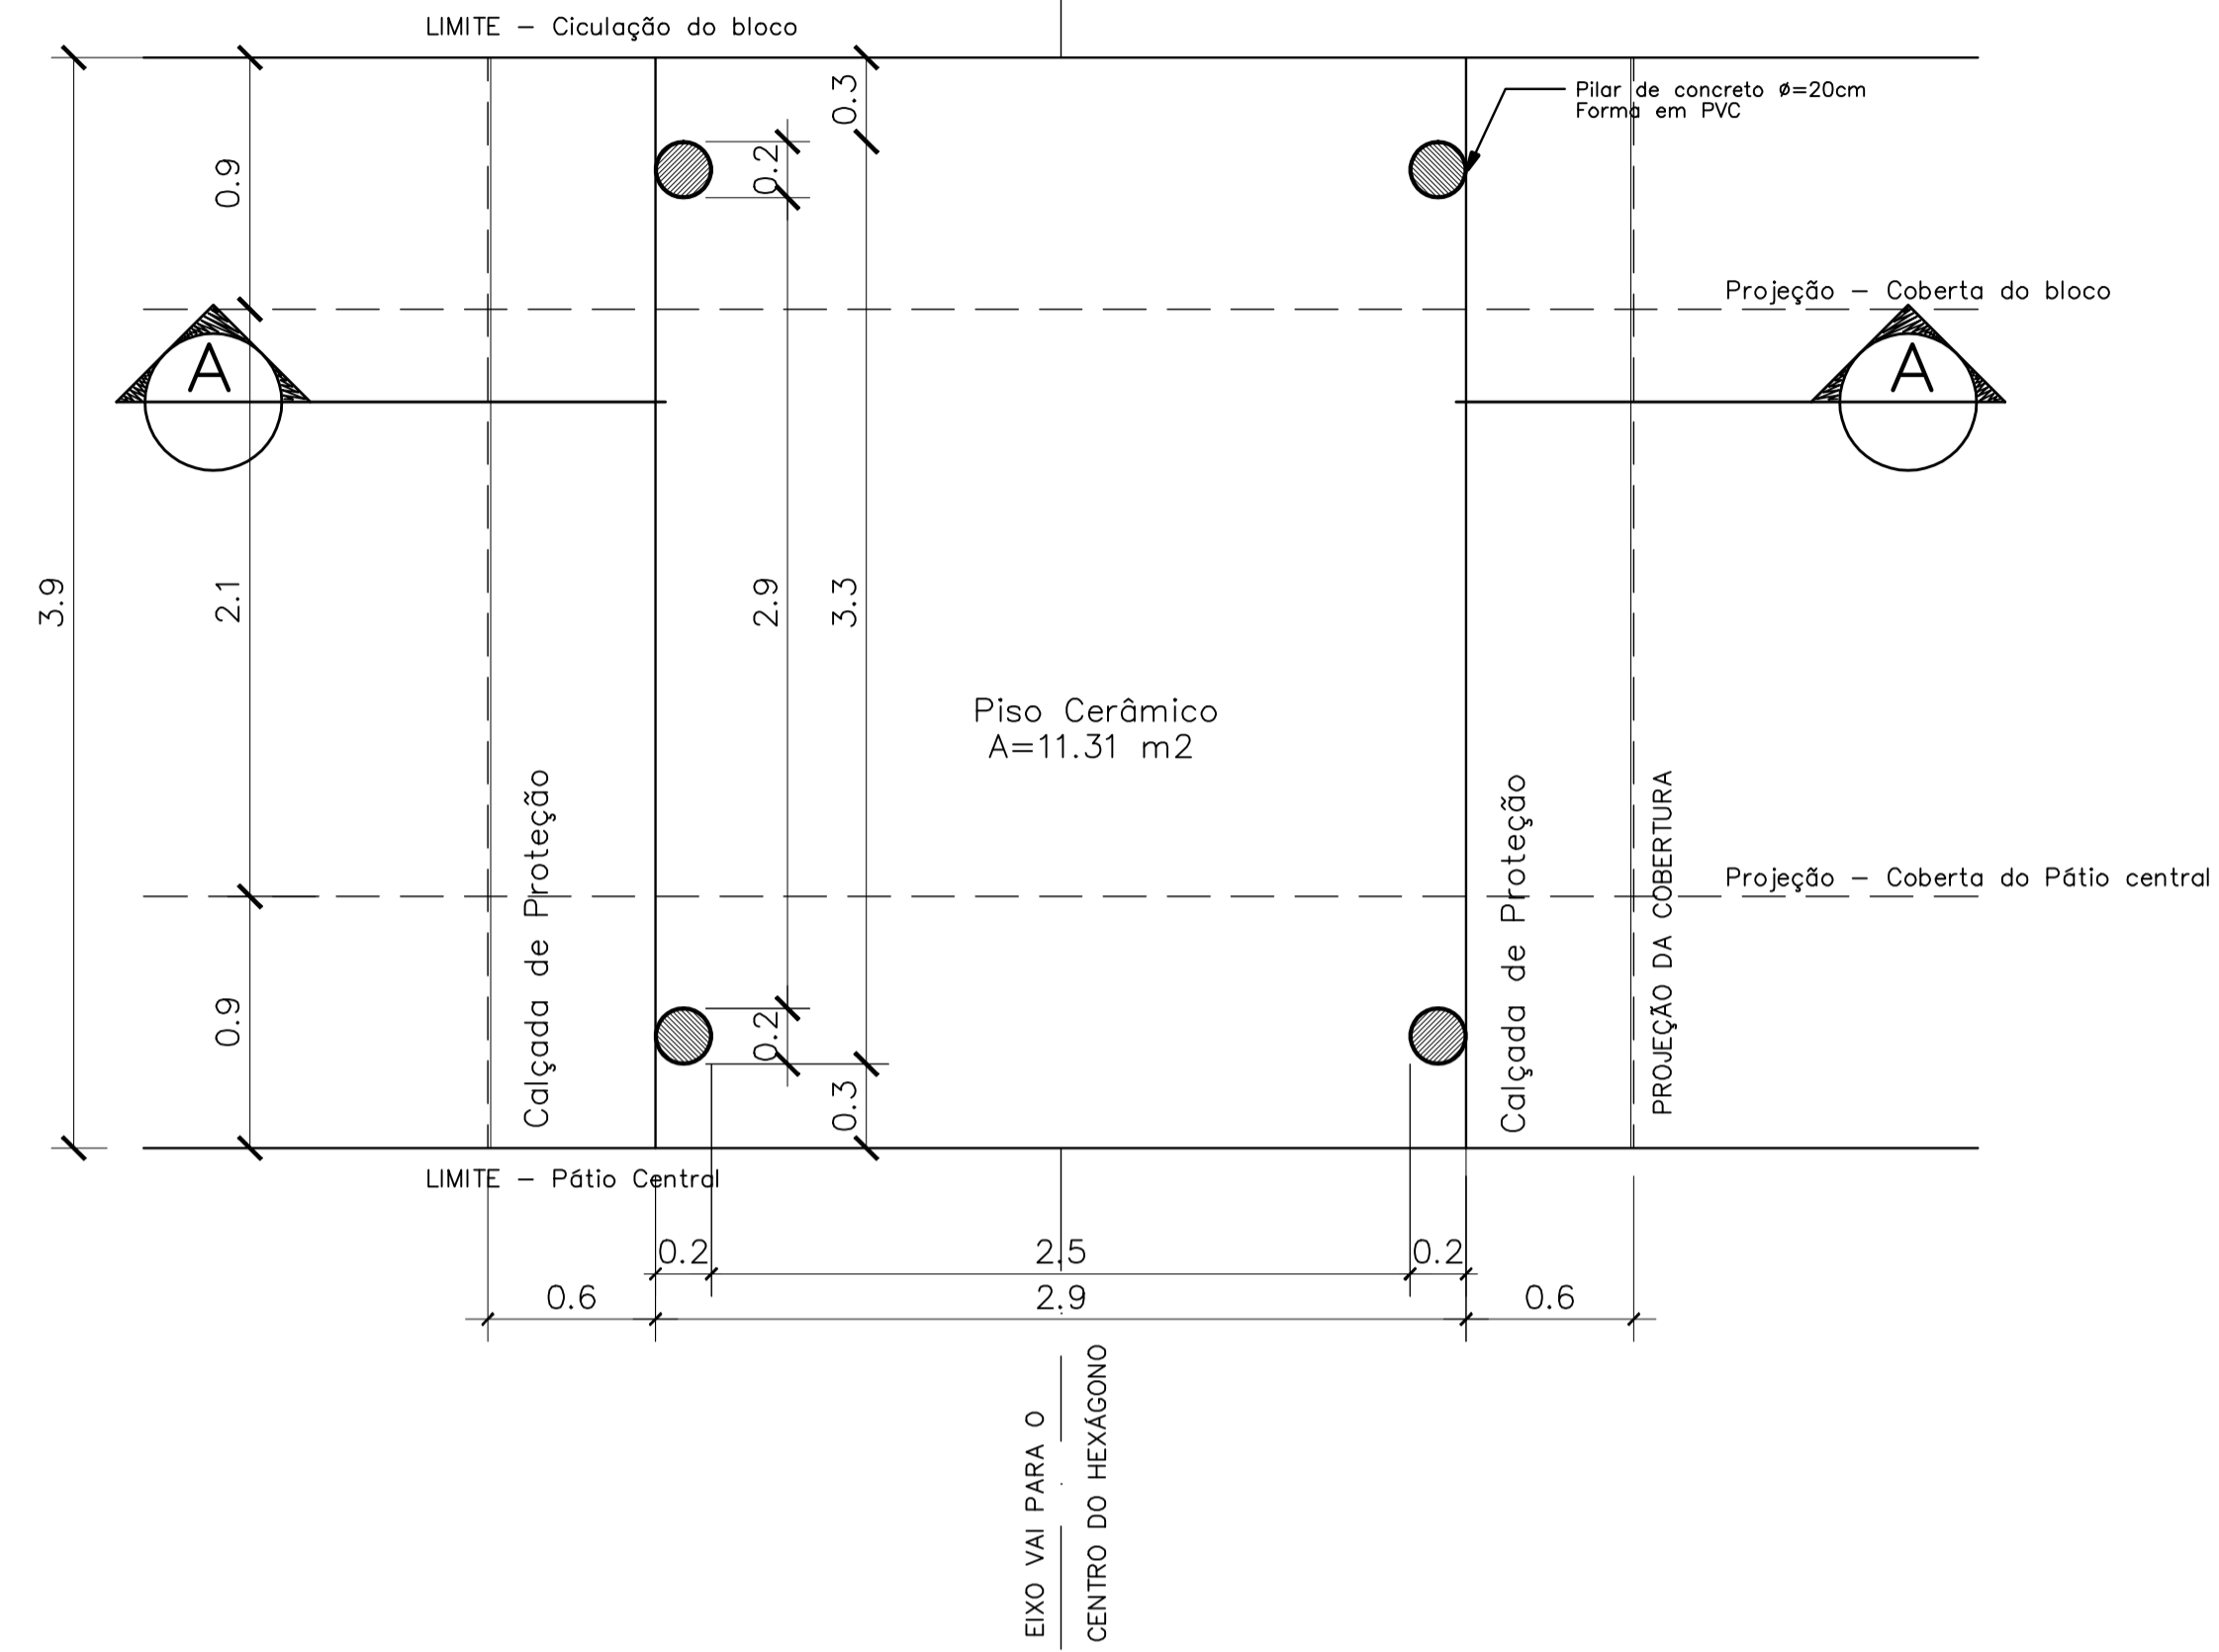 LIMITE - Ciculação do bloco
0.3
Pilar de concreto ø=20cm
Forma em PVC
0.9
0.2
Projeção - Coberta do bloco
A
A
3.9
2.1
2.9
3.3
Piso Cerâmico
A=11.31 m2
Calçada de Proteção
Calçada de Proteção
PROJEÇÃO DA COBERTURA
Projeção - Coberta do Pátio central
0.9
0.2
0.3
LIMITE - Pátio Central
0.2
2.5
0.2
0.6
2.9
0.6
EIXO VAI PARA O
CENTRO DO HEXÁGONO